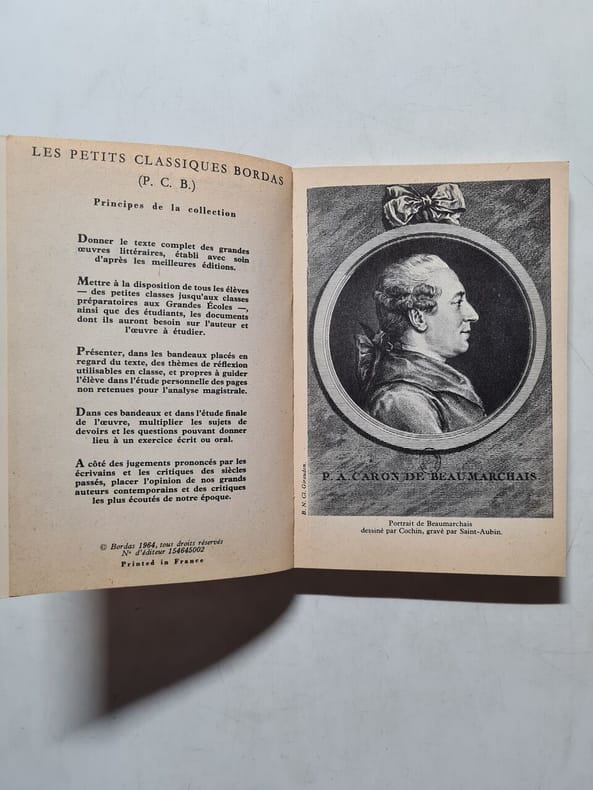 LES PETITS CLASSIQUES BORDAS
(P. C. B.)
Principes de la collection
Donner le texte complet des grandes
œuvres littéraires, établi avec soin
d'après les meilleures éditions.
Mettre à la disposition de tous les élèves
— des petites classes jusqu'aux classes
préparatoires aux Grandes Écoles —,
ainsi que des étudiants, les documents
dont ils auront besoin sur l'auteur et
l'œuvre à étudier.
Présenter, dans les bandeaux placés en
regard du texte, des thèmes de réflexion
utilisables en classe, et propres à guider
l'élève dans l'étude personnelle des pages
non retenues pour l'analyse magistrale.
Dans ces bandeaux et dans l'étude finale
de l'œuvre, multiplier les sujets de
devoirs et les questions pouvant donner
lieu à un exercice écrit ou oral.
A côté des jugements prononcés par les
écrivains et les critiques des siècles
passés, placer l'opinion de nos grands
auteurs contemporains et des critiques
les plus écoutés de notre époque.
© Bordas 1964, tous droits réservés
N° d'éditeur 154645002
Printed in France
P. A. CARON DE BEAUMARCHAIS
B. N. Cl. Giraudon.
Portrait de Beaumarchais
dessiné par Cochin, gravé par Saint-Aubin.